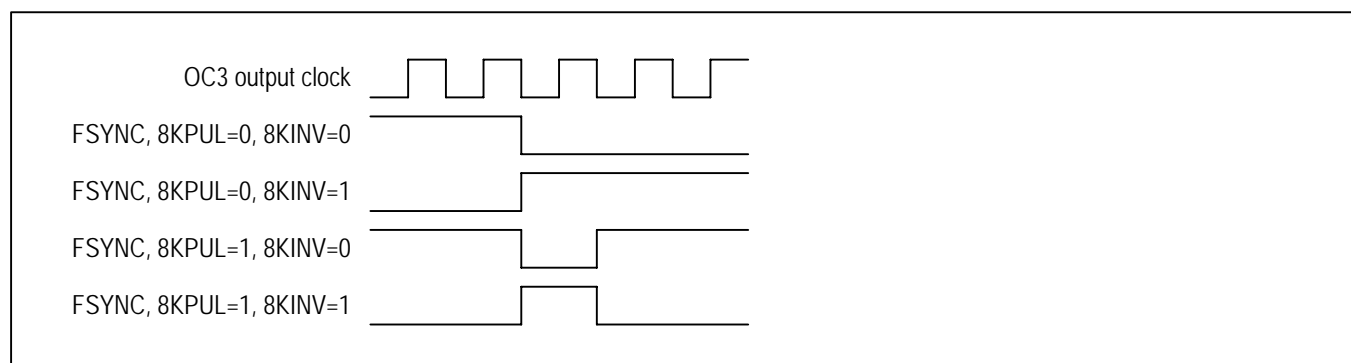 OC3 output clock
FSYNC, 8KPUL=0, 8KINV=0
FSYNC, 8KPUL=0, 8KINV=1
FSYNC, 8KPUL=1, 8KINV=0
FSYNC, 8KPUL=1, 8KINV=1